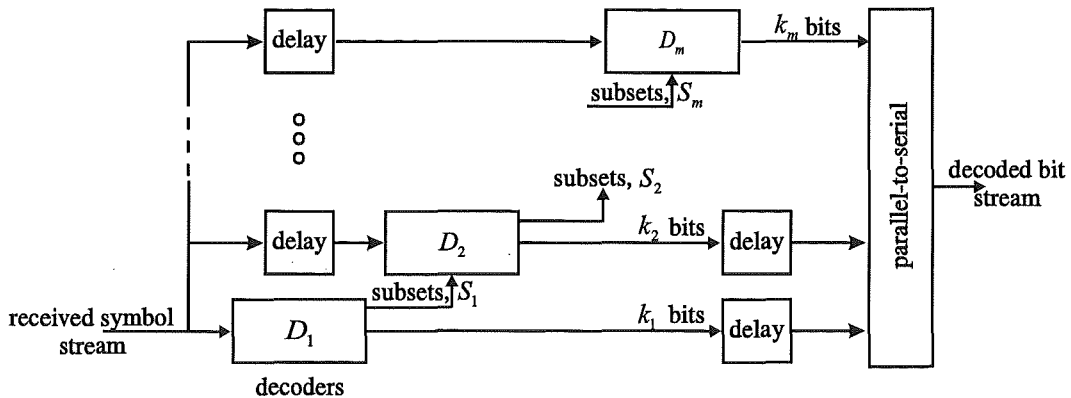 delay
D_m
k_m bits
subsets, S_m
subsets, S_2
delay
D_2
k_2 bits
delay
subsets, S_1
received symbol
stream
D_1
k_1 bits
delay
decoders
parallel-to-serial
decoded bit
stream